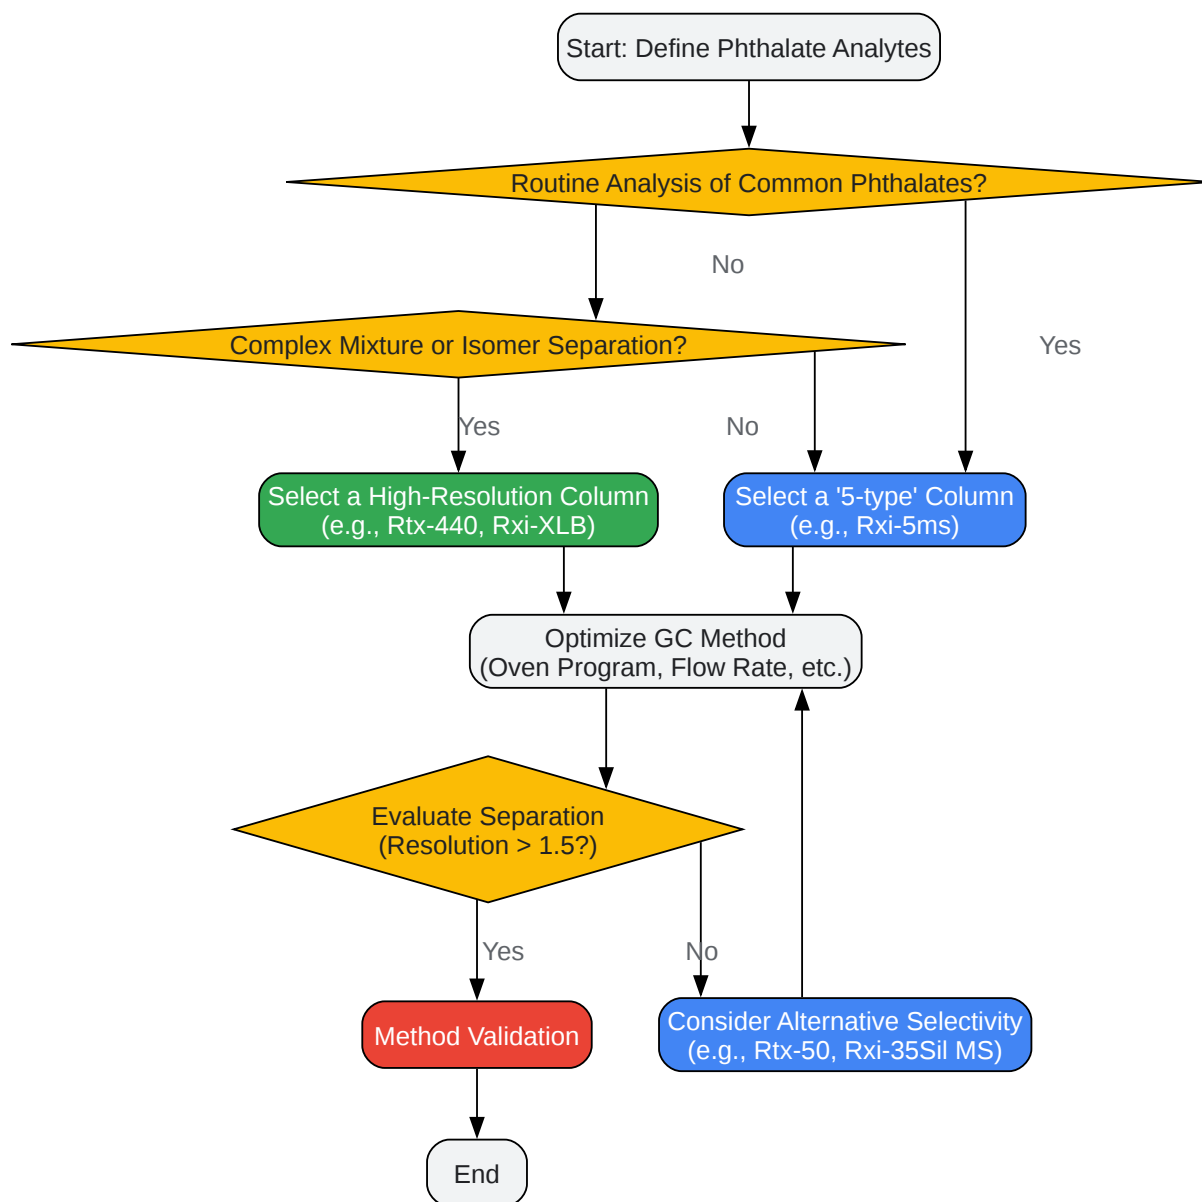 Start: Define Phthalate Analytes
Routine Analysis of Common Phthalates?
No
Complex Mixture or Isomer Separation?
Yes
Yes
No
Select a High-Resolution Column
(e.g., Rtx-440, Rxi-XLB)
Select a '5-type' Column
(e.g., Rxi-5ms)
Optimize GC Method
(Oven Program, Flow Rate, etc.)
Evaluate Separation
(Resolution > 1.5?)
Yes
No
Method Validation
Consider Alternative Selectivity
(e.g., Rtx-50, Rxi-35Sil MS)
End